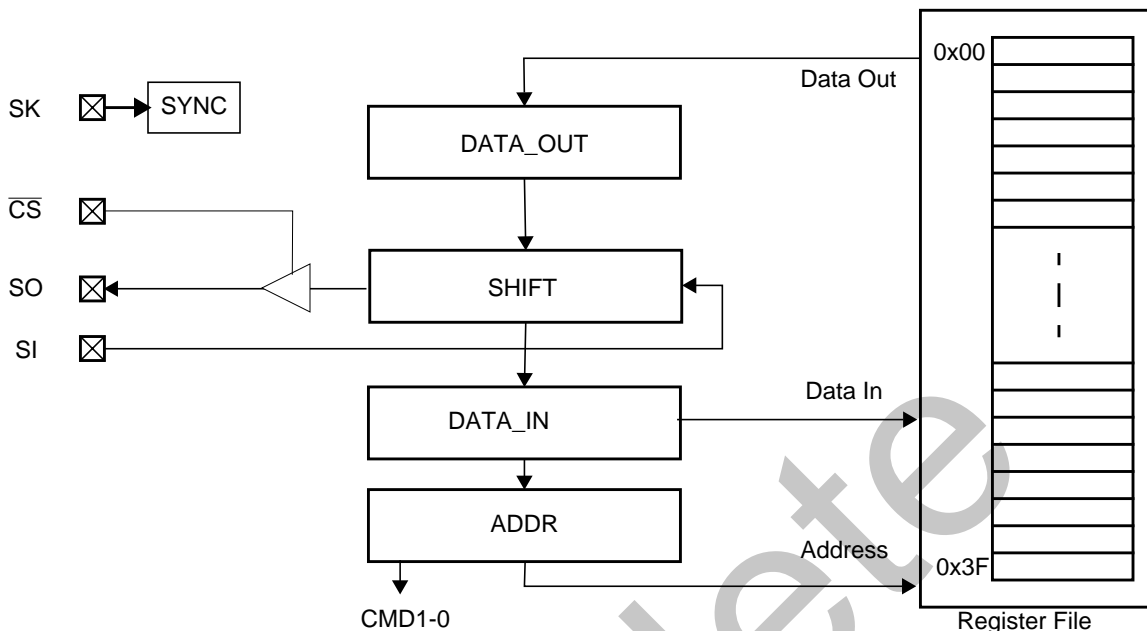 0x00
Data Out
SK
SYNC
DATA_OUT
CS
SO
SHIFT
SI
Data In
DATA_IN
ADDR
Address
0x3F
CMD1-0
Register File